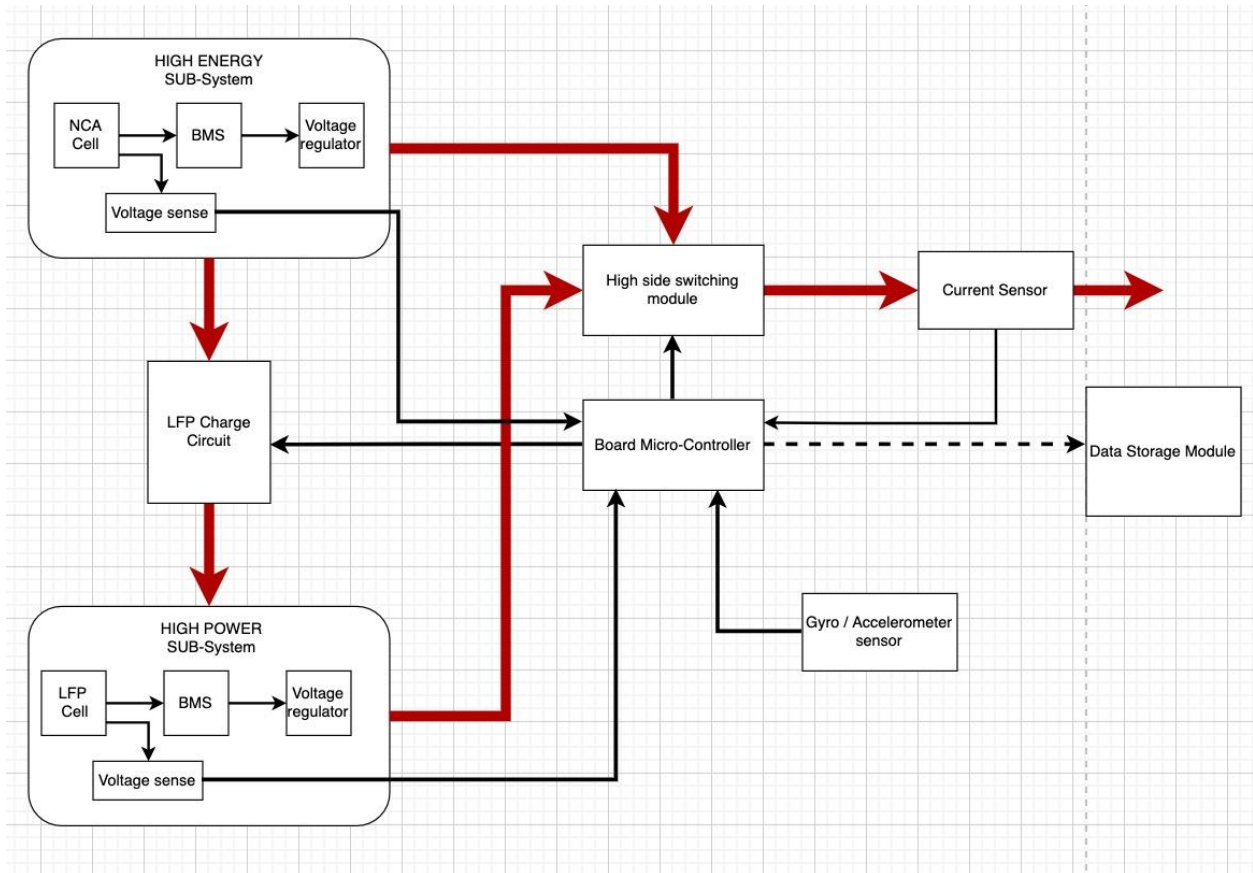 HIGH ENERGY
SUB-System
NCA
Cell
BMS
Voltage
regulator
Voltage sense
High side switching
module
Current Sensor
LFP Charge
Circuit
Board Micro-Controller
Data Storage Module
HIGH POWER
SUB-System
Gyro / Accelerometer
sensor
LFP
Cell
BMS
Voltage
regulator
Voltage sense